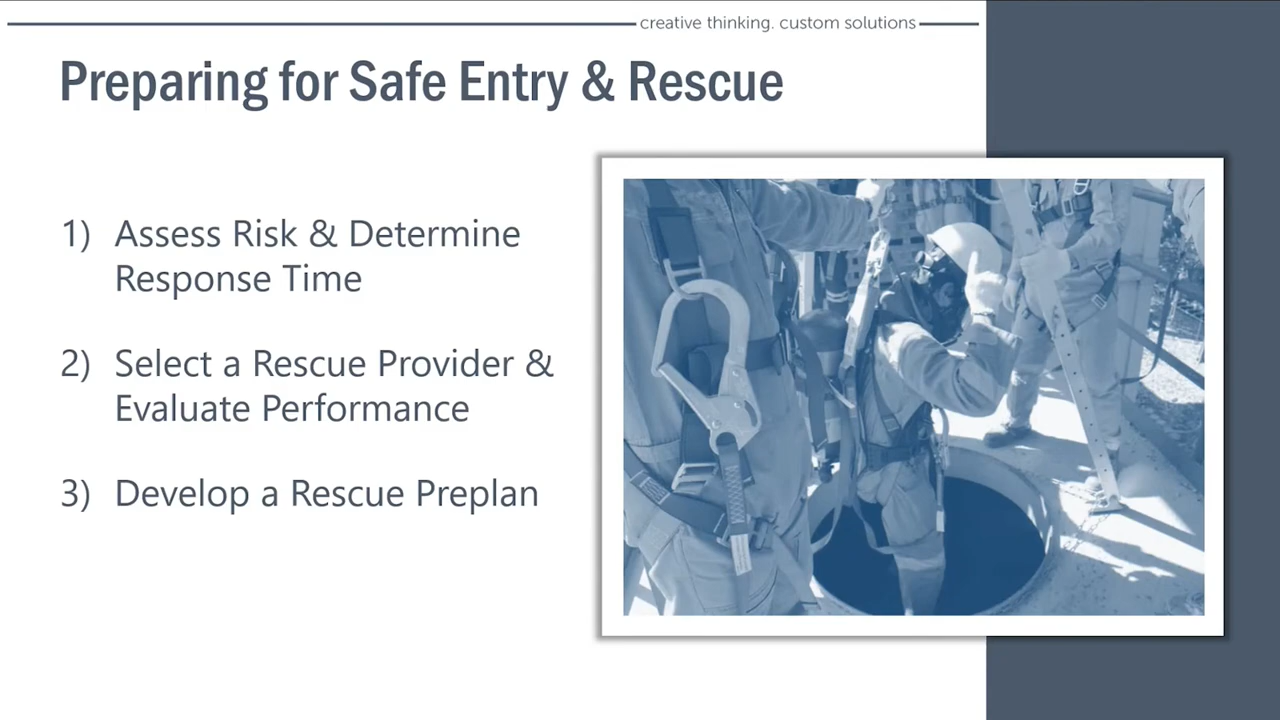 creative thinking. custom solutions
Preparing for Safe Entry & Rescue
1) Assess Risk & Determine
Response Time
2) Select a Rescue Provider &
Evaluate Performance
3) Develop a Rescue Preplan